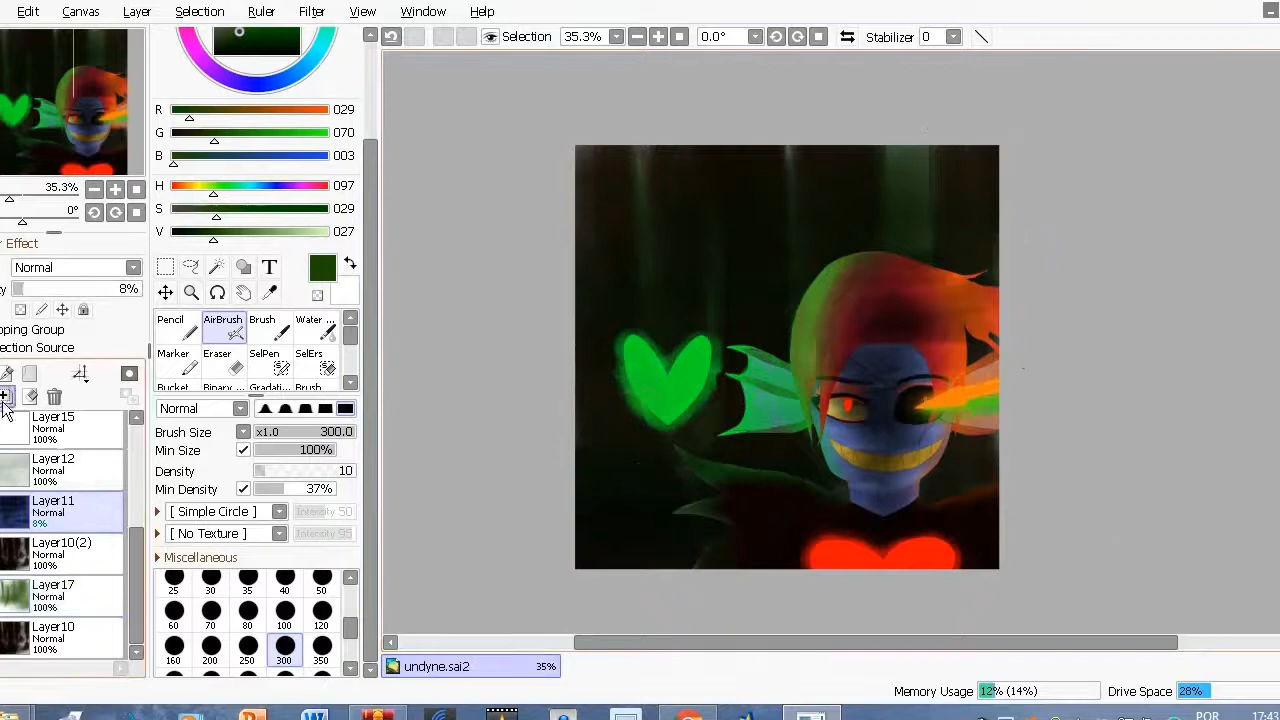 Edit Canvas Layer Selection Ruler Filter View Window Help
Selection 35.3% 0.0° Stabilizer 0
R 029
G 070
B 003
35.3%
H 097
0°
S 029
V 027
Effect
Normal
T
8%
AirBrush
Pencil Brush Water ...
Marker Eraser SelPen SelErs
Bucket Binary ... Gradati... Brush
Normal
Brush Size x1.0 300.0
Min Size 100%
Density 10
Min Density 37%
[ Simple Circle ] Intensity 50
[ No Texture ] Intensity 95
Miscellaneous
25 30 35 40 50
60 70 80 100 120
160 200 250 300 350
pping Group
ection Source
Layer15
Normal
100%
Layer12
Normal
100%
Layer11
Normal
8%
Layer10(2)
Normal
100%
Layer17
Normal
100%
Layer10
Normal
100%
undyne.sai2 35%
Memory Usage 12% (14%) Drive Space 28%
POR 17:43